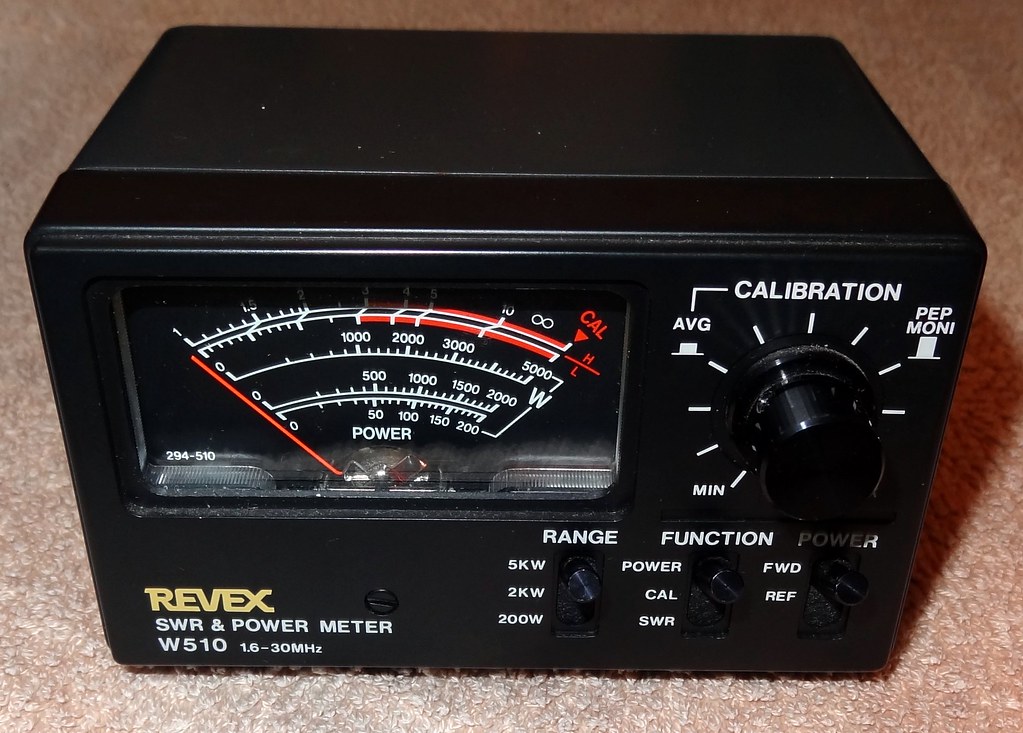 CALIBRATION
AVG
PEP
MONI
MIN
1 1.5 2 3 4 5 10 ∞ CAL
H
L
0 1000 2000 3000 5000
W
0 500 1000 1500 2000
0 50 100 150 200
POWER
294-510
RANGE
5KW
2KW
200W
FUNCTION
POWER
CAL
SWR
POWER
FWD
REF
REVEX
SWR & POWER METER
W510 1.6-30MHz